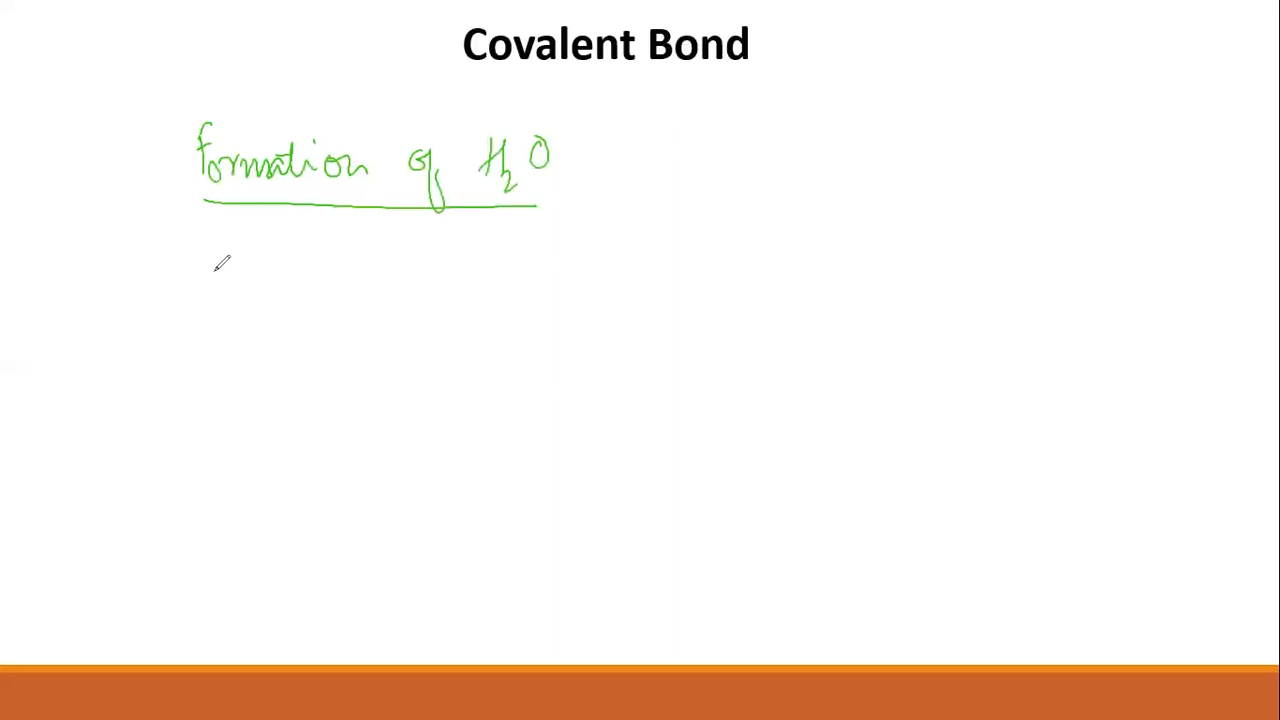 Covalent Bond
Formation of H₂O